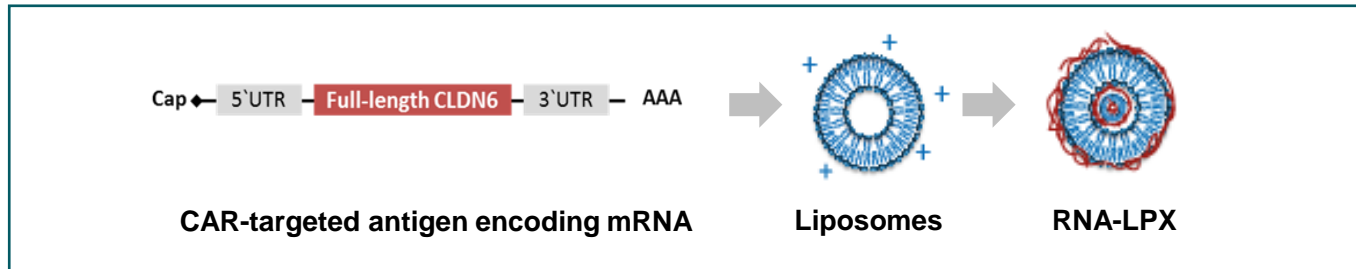 Cap 5`UTR Full-length CLDN6 3`UTR AAA
+ + + + +
CAR-targeted antigen encoding mRNA Liposomes RNA-LPX